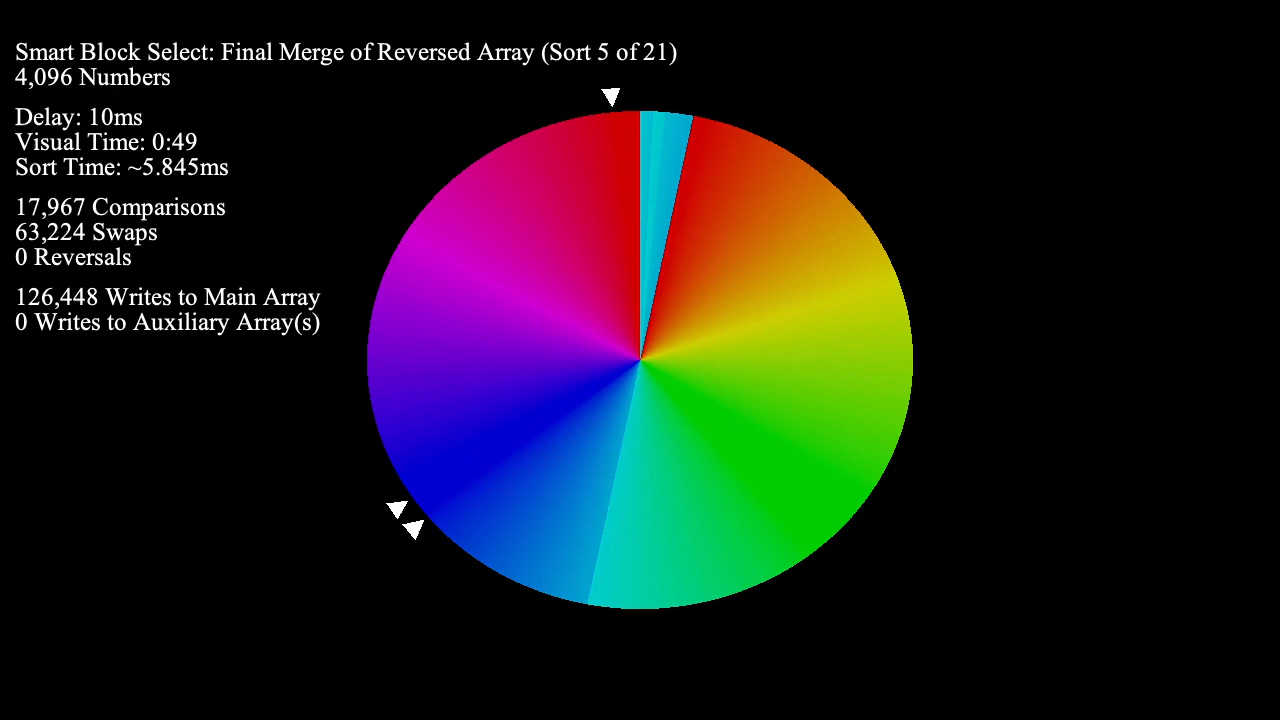 Smart Block Select: Final Merge of Reversed Array (Sort 5 of 21)
4,096 Numbers
Delay: 10ms
Visual Time: 0:49
Sort Time: ~5.845ms
17,967 Comparisons
63,224 Swaps
0 Reversals
126,448 Writes to Main Array
0 Writes to Auxiliary Array(s)